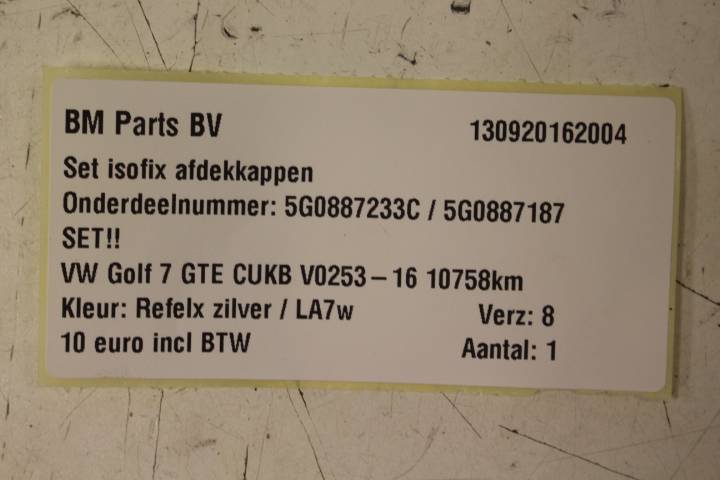 BM Parts BV 130920162004
Set isofix afdekkappen
Onderdeelnummer: 5G0887233C / 5G0887187
SET!!
VW Golf 7 GTE CUKB V0253-16 10758km
Kleur: Refelx zilver / LA7w Verz: 8
10 euro incl BTW Aantal: 1